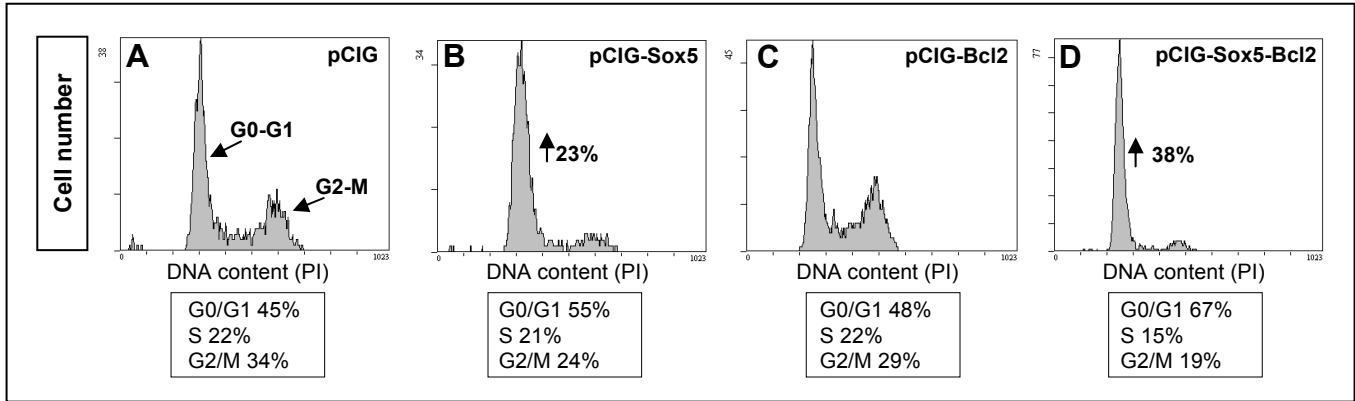 Cell number
A
pCIG
38
G0-G1
G2-M
0
1023
DNA content (PI)
G0/G1 45%
S 22%
G2/M 34%
B
pCIG-Sox5
34
23%
0
1023
DNA content (PI)
G0/G1 55%
S 21%
G2/M 24%
C
pCIG-Bcl2
45
0
1023
DNA content (PI)
G0/G1 48%
S 22%
G2/M 29%
D
pCIG-Sox5-Bcl2
77
38%
0
1023
DNA content (PI)
G0/G1 67%
S 15%
G2/M 19%